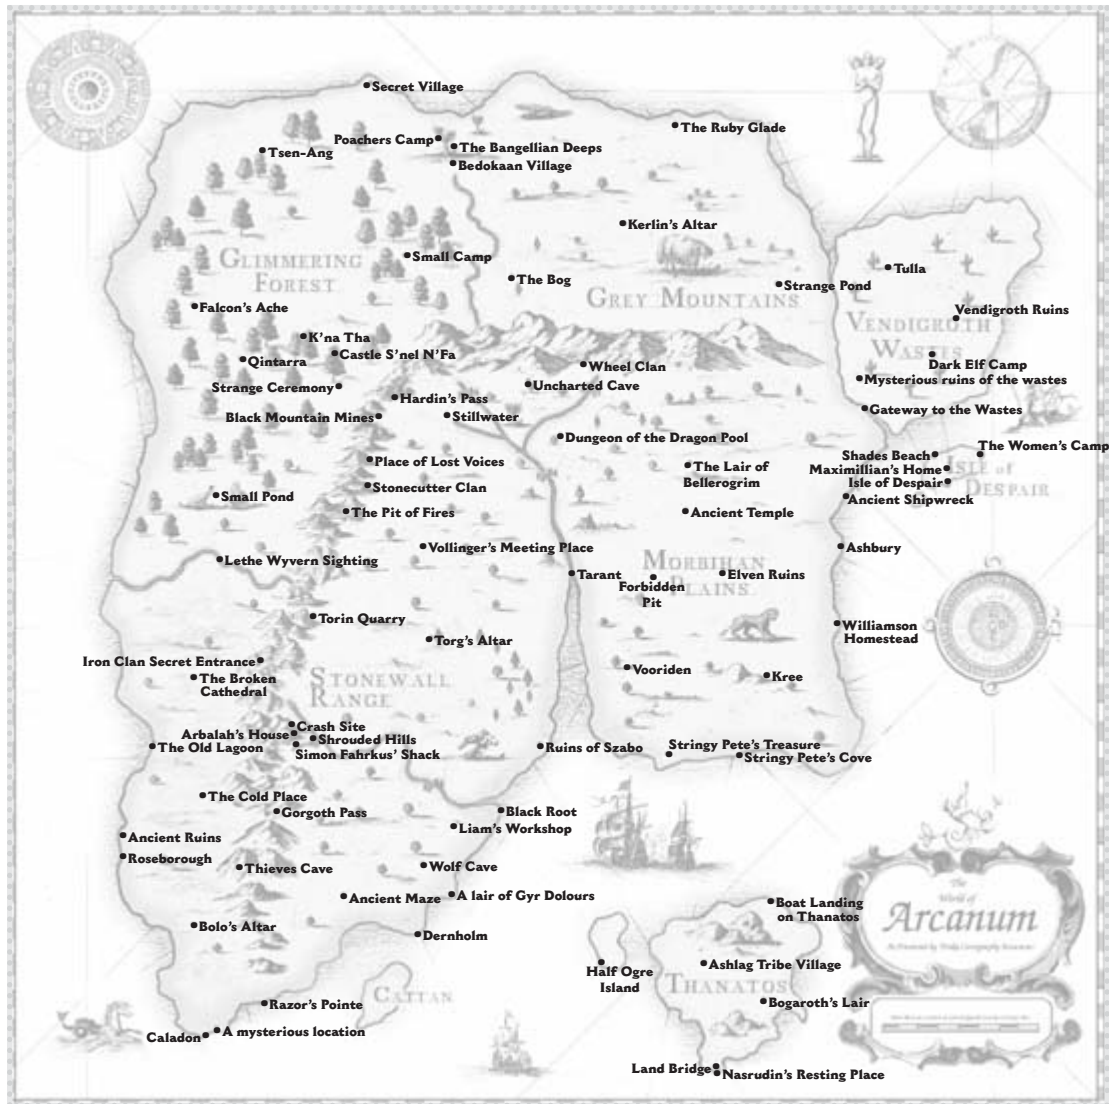 Secret Village
The Ruby Glade
Poachers Camp
The Bangellian Deeps
Tsen-Ang
Bedokaan Village
Kerlin's Altar
Small Camp
GLIMMERING
FOREST
Tulla
The Bog
Strange Pond
GREY MOUNTAINS
Falcon's Ache
Vendigroth Ruins
VENDIGROTH
WASTES
K'na Tha
Castle S'nel N'Fa
Qintarra
Wheel Clan
Dark Elf Camp
Strange Ceremony
Uncharted Cave
Mysterious ruins of the wastes
Hardin's Pass
Black Mountain Mines
Stillwater
Gateway to the Wastes
Dungeon of the Dragon Pool
The Women's Camp
Shades Beach
Place of Lost Voices
The Lair of
Bellerogrim
Maximillian's Home
ISLE of
DESPAIR
Isle of Despair
Stonecutter Clan
Small Pond
Ancient Shipwreck
The Pit of Fires
Ancient Temple
Vollinger's Meeting Place
Ashbury
Lethe Wyvern Sighting
MORBIHAN
PLAINS
Tarant
Forbidden
Pit
Elven Ruins
Torin Quarry
Williamson
Homestead
Torg's Altar
Iron Clan Secret Entrance
The Broken
Cathedral
STONEWALL
RANGE
Vooriden
Kree
Crash Site
Arbalah's House
Shrouded Hills
The Old Lagoon
Simon Fahrkus' Shack
Ruins of Szabo
Stringy Pete's Treasure
Stringy Pete's Cove
The Cold Place
Gorgoth Pass
Black Root
Liam's Workshop
Ancient Ruins
Roseborough
Thieves Cave
Wolf Cave
Ancient Maze
A lair of Gyr Dolours
Boat Landing
on Thanatos
The
World of
Arcanum
Bolo's Altar
Dernholm
Half Ogre
Island
Ashlag Tribe Village
THANATOS
CATTAN
Razor's Pointe
Bogaroth's Lair
Caladon
A mysterious location
Land Bridge
Nasrudin's Resting Place